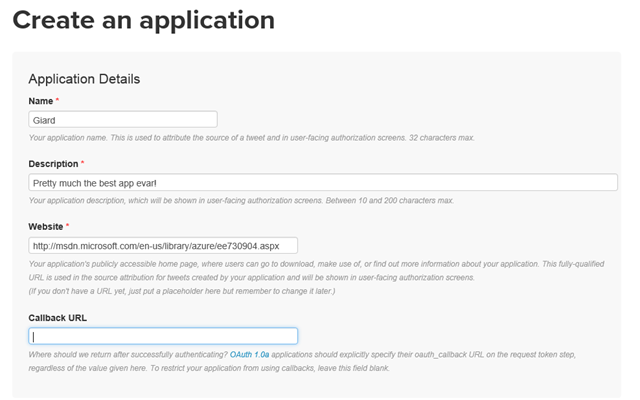 Create an application
Application Details
Name *
Giard
Your application name. This is used to attribute the source of a tweet and in user-facing authorization screens. 32 characters max.
Description *
Pretty much the best app evar!
Your application description, which will be shown in user-facing authorization screens. Between 10 and 200 characters max.
Website *
http://msdn.microsoft.com/en-us/library/azure/ee730904.aspx
Your application's publicly accessible home page, where users can go to download, make use of, or find out more information about your application. This fully-qualified
URL is used in the source attribution for tweets created by your application and will be shown in user-facing authorization screens.
(If you don't have a URL yet, just put a placeholder here but remember to change it later.)
Callback URL
Where should we return after successfully authenticating? OAuth 1.0a applications should explicitly specify their oauth_callback URL on the request token step,
regardless of the value given here. To restrict your application from using callbacks, leave this field blank.